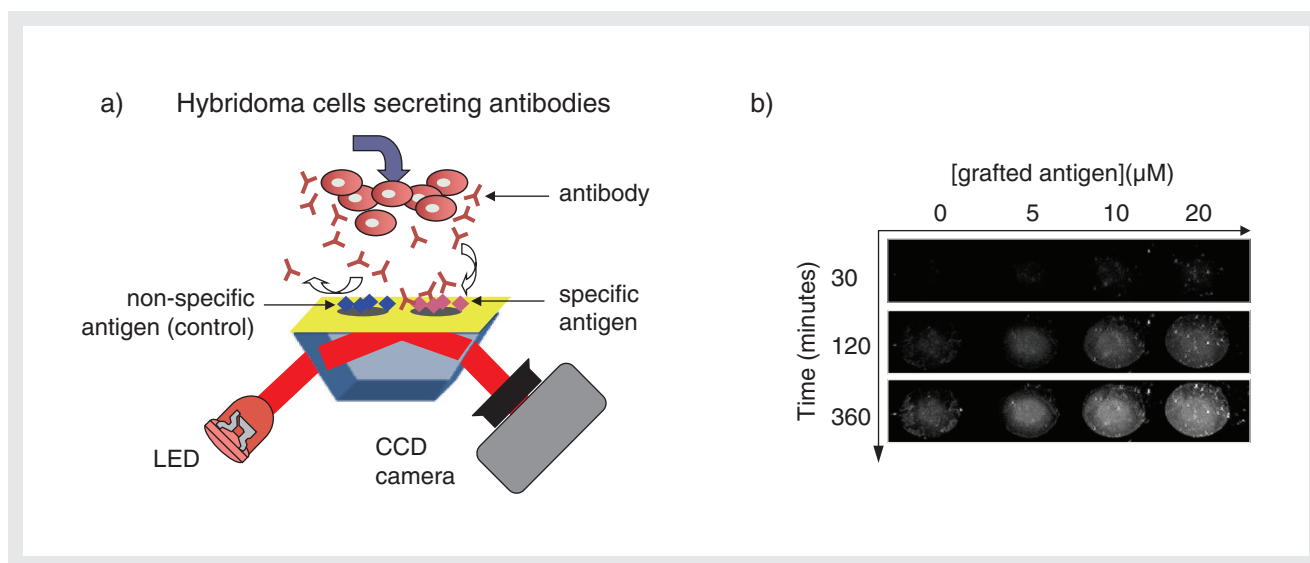 a) Hybridoma cells secreting antibodies
antibody
non-specific
antigen (control)
specific
antigen
LED
CCD
camera
b)
[grafted antigen](µM)
0 5 10 20
Time (minutes)
30
120
360